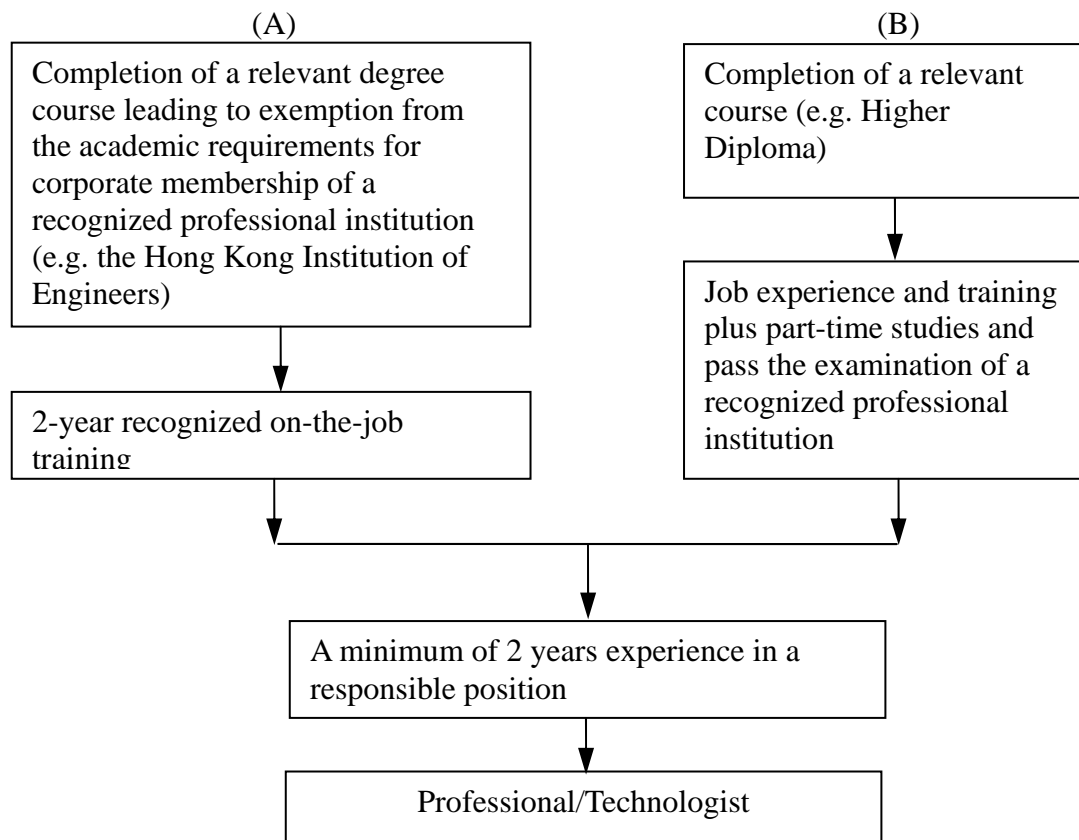 (A)
Completion of a relevant degree
course leading to exemption from
the academic requirements for
corporate membership of a
recognized professional institution
(e.g. the Hong Kong Institution of
Engineers)
2-year recognized on-the-job
training
(B)
Completion of a relevant
course (e.g. Higher
Diploma)
Job experience and training
plus part-time studies and
pass the examination of a
recognized professional
institution
A minimum of 2 years experience in a
responsible position
Professional/Technologist